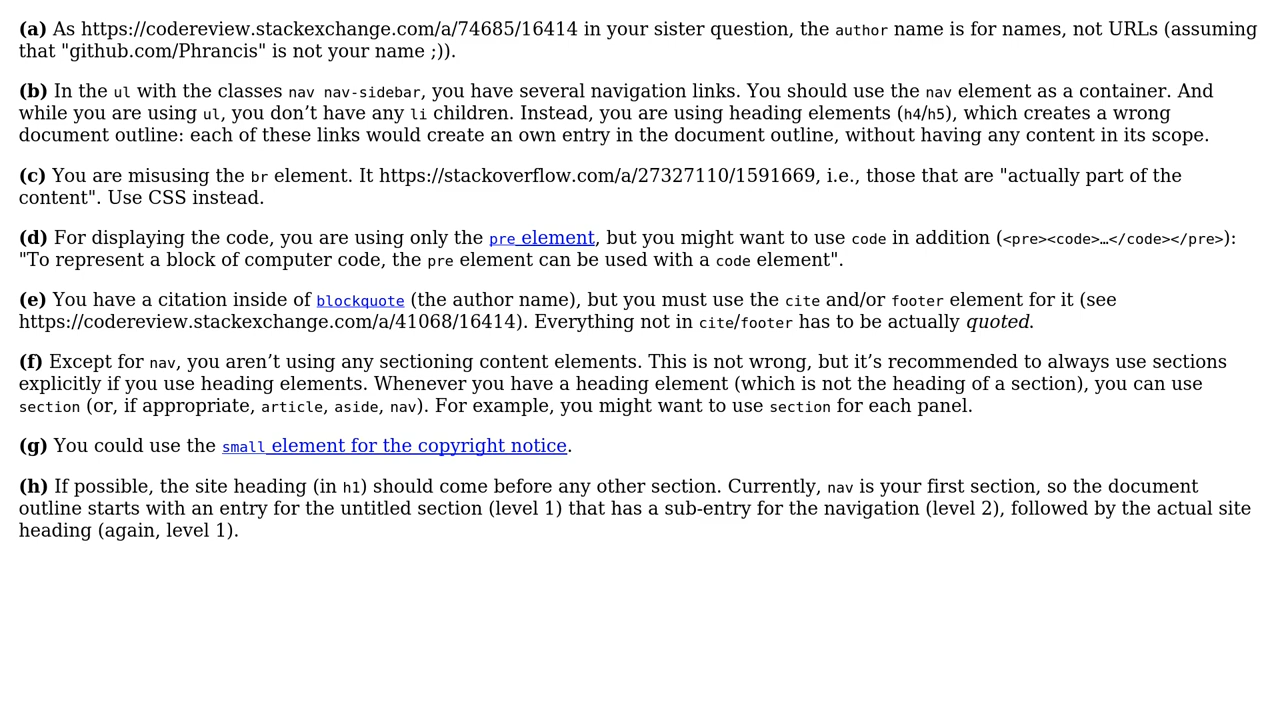 (a) As https://codereview.stackexchange.com/a/74685/16414 in your sister question, the author name is for names, not URLs (assuming
that "github.com/Phrancis" is not your name ;)).
(b) In the ul with the classes nav nav-sidebar, you have several navigation links. You should use the nav element as a container. And
while you are using ul, you don’t have any li children. Instead, you are using heading elements (h4/h5), which creates a wrong
document outline: each of these links would create an own entry in the document outline, without having any content in its scope.
(c) You are misusing the br element. It https://stackoverflow.com/a/27327110/1591669, i.e., those that are "actually part of the
content". Use CSS instead.
(d) For displaying the code, you are using only the pre element, but you might want to use code in addition (<pre><code>…</code></pre>):
"To represent a block of computer code, the pre element can be used with a code element".
(e) You have a citation inside of blockquote (the author name), but you must use the cite and/or footer element for it (see
https://codereview.stackexchange.com/a/41068/16414). Everything not in cite/footer has to be actually quoted.
(f) Except for nav, you aren’t using any sectioning content elements. This is not wrong, but it’s recommended to always use sections
explicitly if you use heading elements. Whenever you have a heading element (which is not the heading of a section), you can use
section (or, if appropriate, article, aside, nav). For example, you might want to use section for each panel.
(g) You could use the small element for the copyright notice.
(h) If possible, the site heading (in h1) should come before any other section. Currently, nav is your first section, so the document
outline starts with an entry for the untitled section (level 1) that has a sub-entry for the navigation (level 2), followed by the actual site
heading (again, level 1).